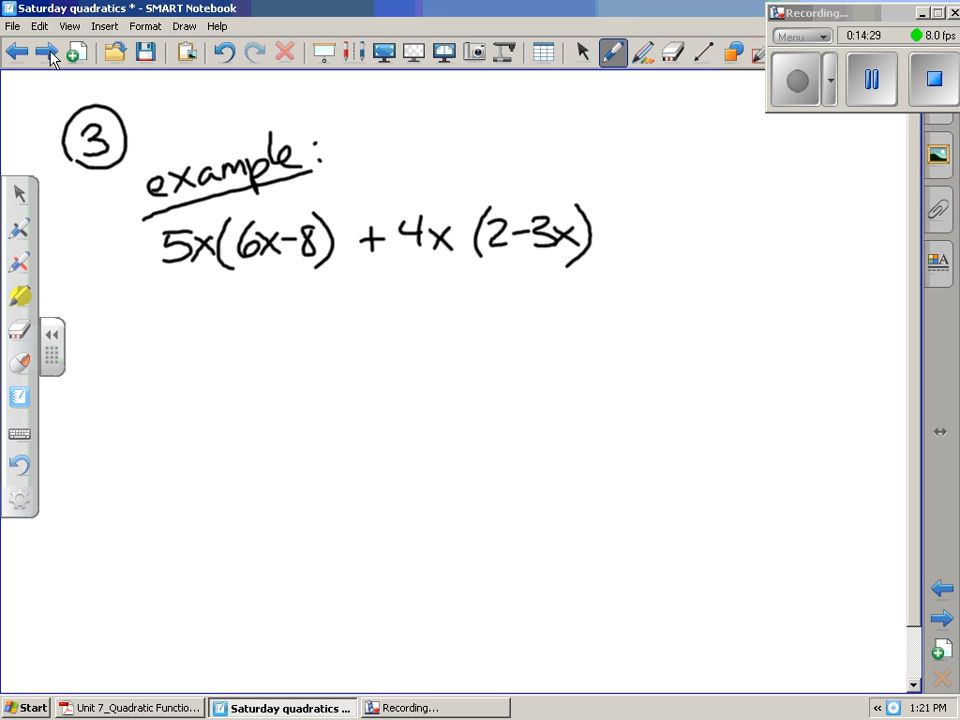 Saturday quadratics * - SMART Notebook
File Edit View Insert Format Draw Help
Recording...
Menu 0:14:29 8.0 fps
3
example:
5x(6x-8) + 4x (2-3x)
Start Unit 7_Quadratic Functio... Saturday quadratics ... Recording... 1:21 PM